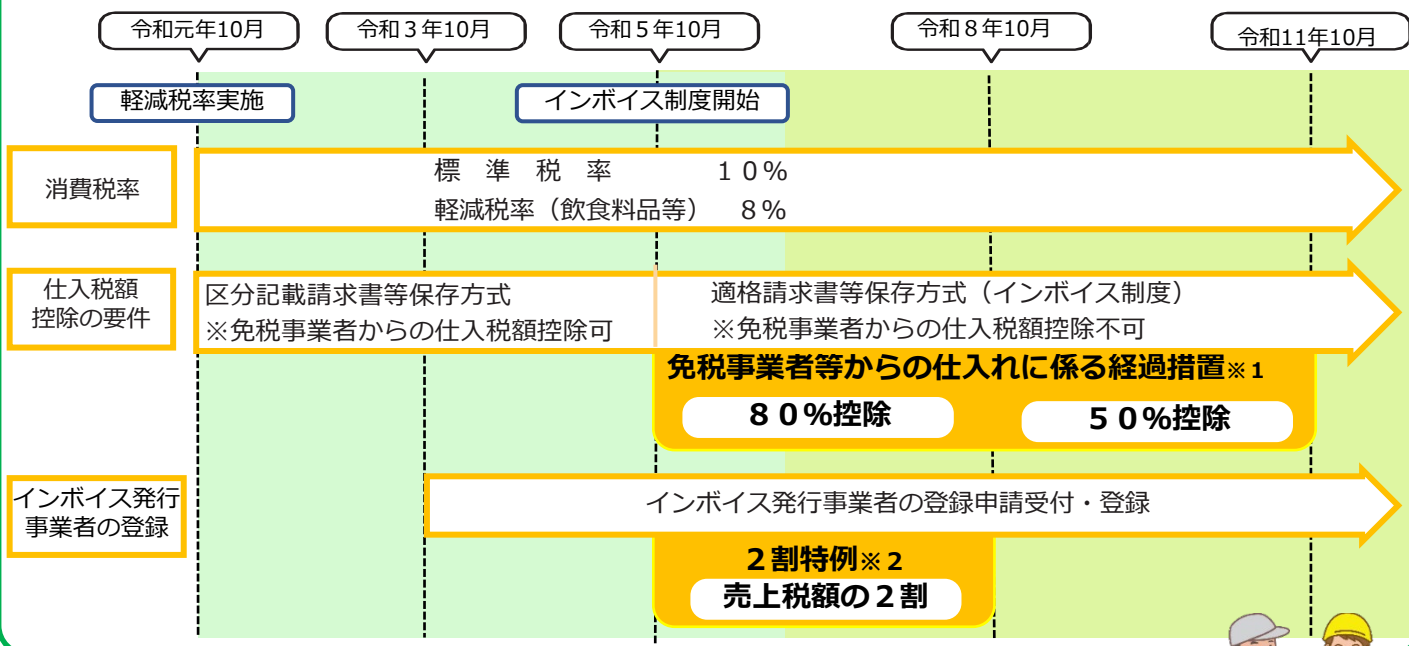 令和元年10月
令和３年10月
令和５年10月
令和８年10月
令和11年10月
軽減税率実施
インボイス制度開始
消費税率
標　準　税　率　　　　１０%
軽減税率（飲食料品等）　８%
仕入税額
控除の要件
区分記載請求書等保存方式
※免税事業者からの仕入税額控除可
適格請求書等保存方式（インボイス制度）
※免税事業者からの仕入税額控除不可
免税事業者等からの仕入れに係る経過措置※１
８０%控除
５０%控除
インボイス発行
事業者の登録
インボイス発行事業者の登録申請受付・登録
２割特例※２
売上税額の２割